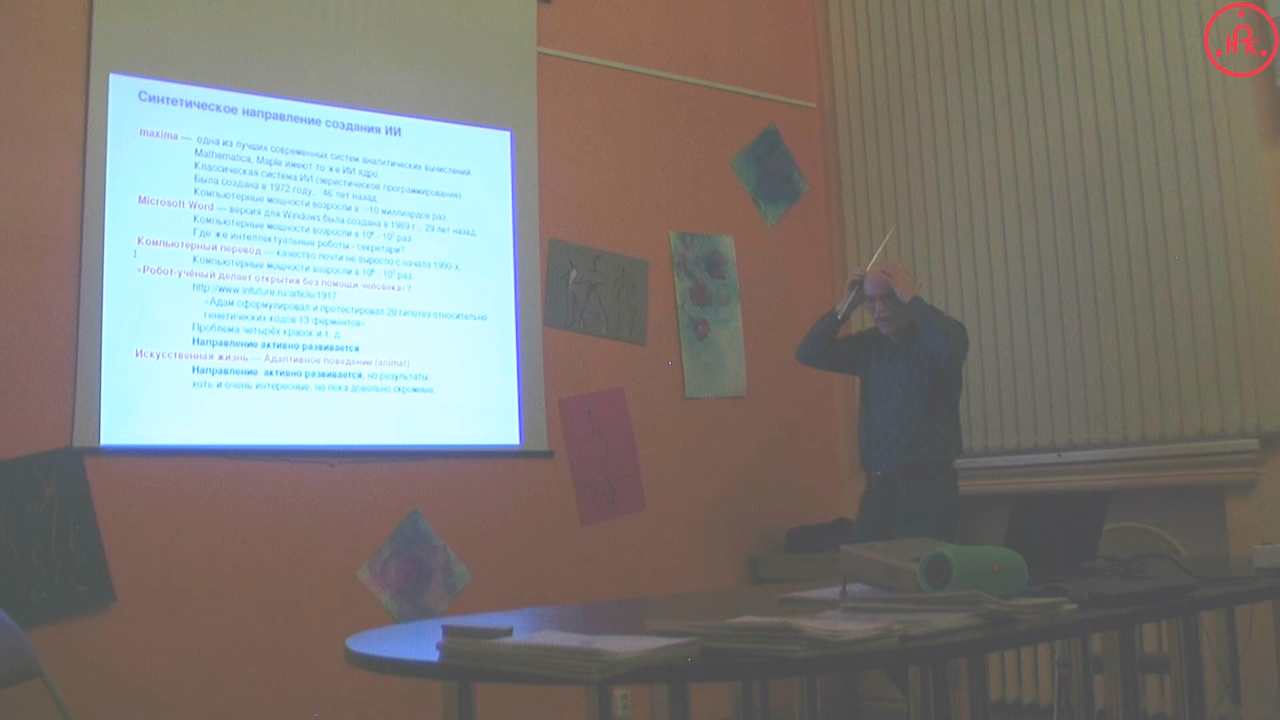 Синтетическое направление создания ИИ
maxima — одна из лучших современных систем аналитических вычислений.
Mathematica, Maple имеют то же ИИ ядро.
Классическая система ИИ (эвристическое программирование)
Была создана в 1972 году, 46 лет назад.
Компьютерные мощности возросли в ~10 миллиардов раз.
Microsoft Word — версия для Windows была создана в 1989 г., 29 лет назад.
Компьютерные мощности возросли в раз.
Где же интеллектуальные роботы - секретари?
Компьютерный перевод — качество почти не выросло с начала 1990-х.
Компьютерные мощности возросли в раз.
«Робот-учёный делает открытия без помощи человека»?
http://www.infuture.ru/article/1917
«Адам сформулировал и протестировал 20 гипотез относительно
генетических кодов 13 ферментов»
Проблема четырёх красок и т. д.
Направление активно развивается
Искусственная жизнь — Адаптивное поведение (animat)
Направление активно развивается, но результаты
хоть и очень интересные, но пока довольно скромные.